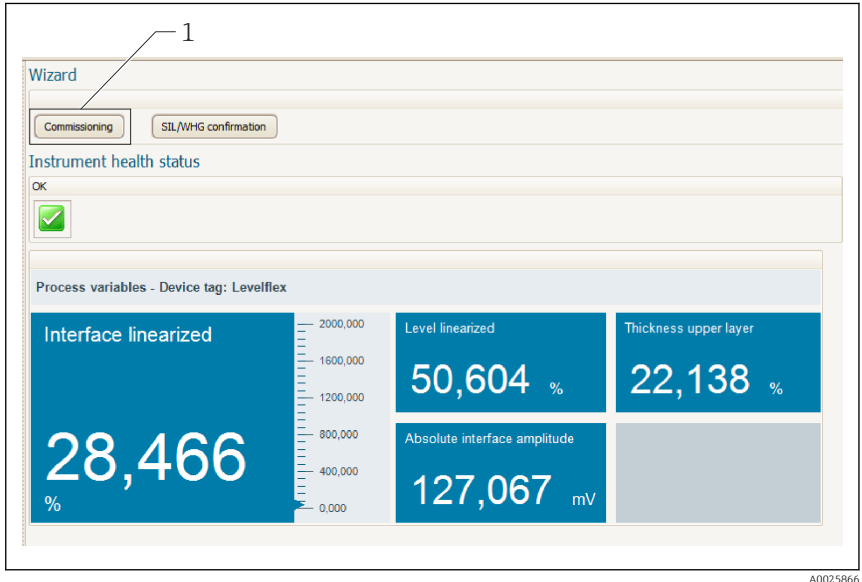 1
Wizard
Commissioning
SIL/WHG confirmation
Instrument health status
OK
Process variables - Device tag: Levelflex
Interface linearized
28,466
%
2000,000
1600,000
1200,000
800,000
400,000
0,000
Level linearized
50,604 %
Thickness upper layer
22,138 %
Absolute interface amplitude
127,067 mV
A0025866